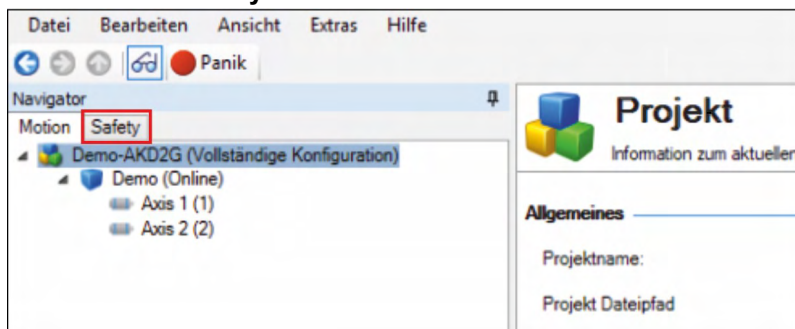 Datei Bearbeiten Ansicht Extras Hilfe
Panik
Navigator
Motion Safety
Demo-AKD2G (Vollständige Konfiguration)
Demo (Online)
Axis 1 (1)
Axis 2 (2)
Projekt
Information zum aktuellen
Allgemeines
Projektname:
Projekt Dateipfad